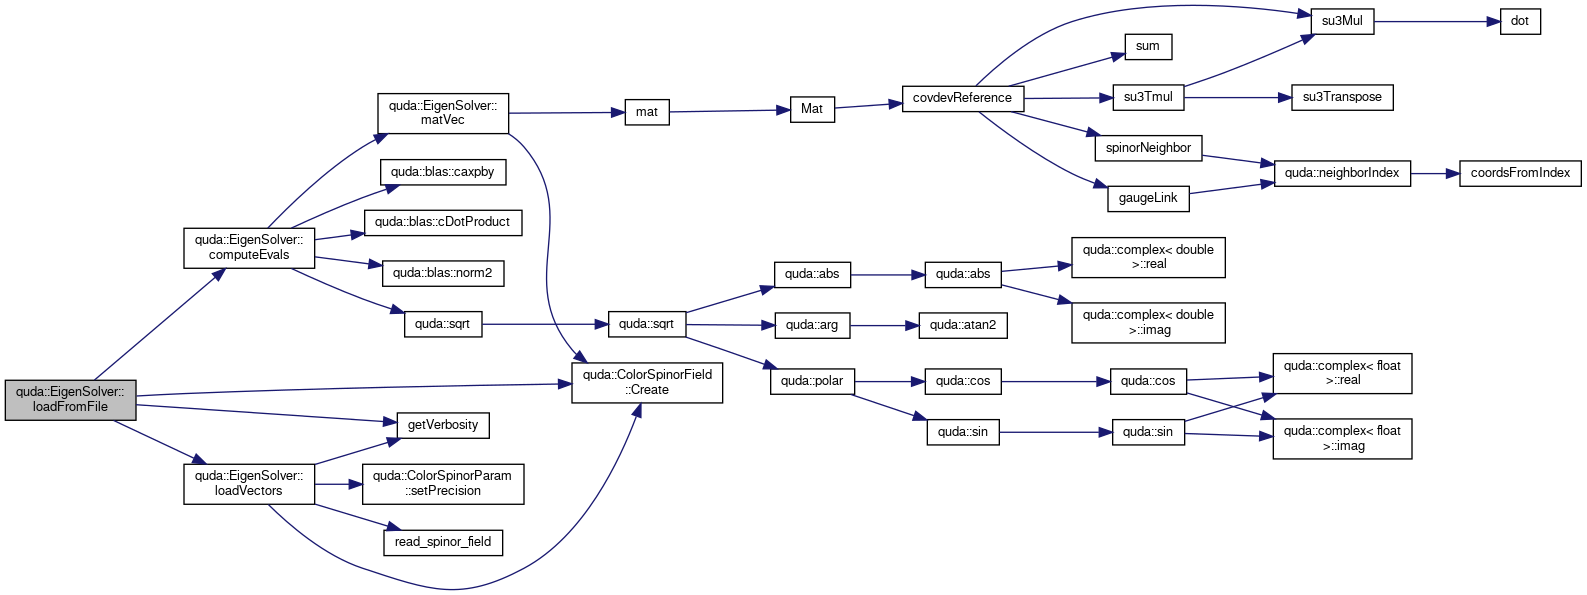 quda::EigenSolver::
loadFromFile
quda::EigenSolver::
computeEvals
quda::EigenSolver::
matVec
mat
Mat
covdevReference
su3Mul
dot
sum
su3Tmul
su3Transpose
spinorNeighbor
gaugeLink
quda::neighborIndex
coordsFromIndex
quda::blas::caxpby
quda::blas::cDotProduct
quda::blas::norm2
quda::sqrt
quda::sqrt
quda::abs
quda::abs
quda::complex< double
>::real
quda::complex< double
>::imag
quda::arg
quda::atan2
quda::polar
quda::cos
quda::cos
quda::complex< float
>::real
quda::sin
quda::sin
quda::complex< float
>::imag
quda::ColorSpinorField
::Create
getVerbosity
quda::EigenSolver::
loadVectors
quda::ColorSpinorParam
::setPrecision
read_spinor_field